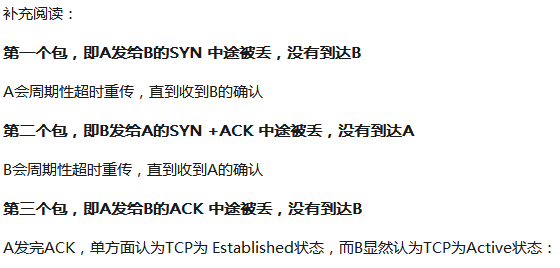 补充阅读：
第一个包，即A发给B的SYN 中途被丢，没有到达B
A会周期性超时重传，直到收到B的确认
第二个包，即B发给A的SYN +ACK 中途被丢，没有到达A
B会周期性超时重传，直到收到A的确认
第三个包，即A发给B的ACK 中途被丢，没有到达B
A发完ACK，单方面认为TCP为 Established状态，而B显然认为TCP为Active状态：